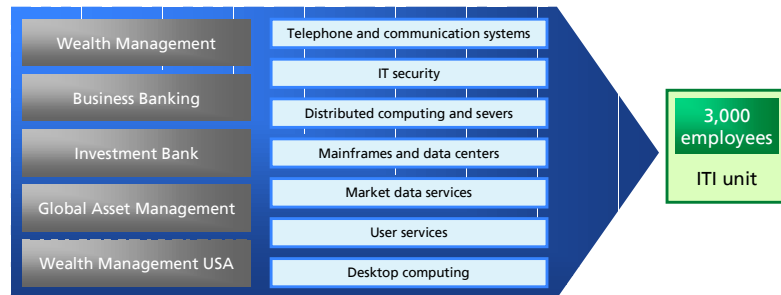 Wealth Management
Business Banking
Investment Bank
Global Asset Management
Wealth Management USA
Telephone and communication systems
IT security
Distributed computing and severs
Mainframes and data centers
Market data services
User services
Desktop computing
3,000
employees
ITI unit